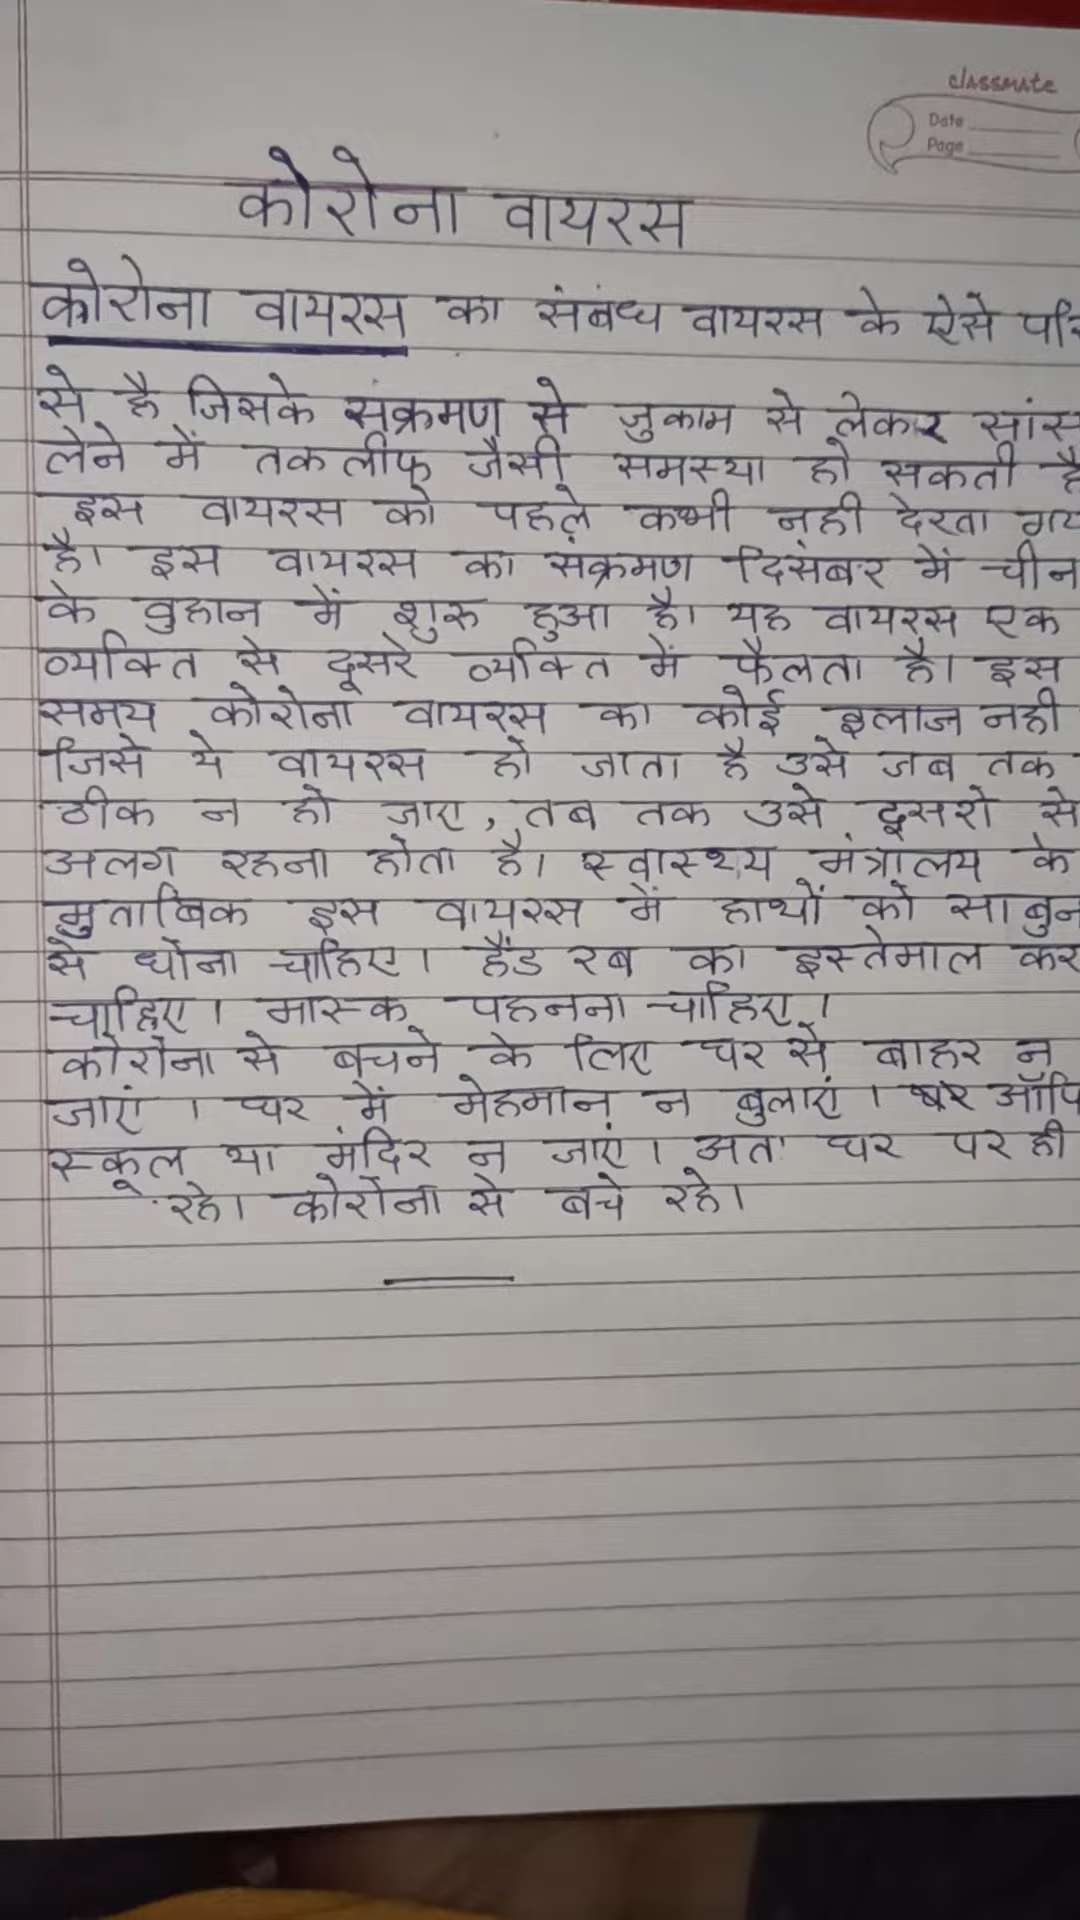 classmate
Date
Page
कोरोना वायरस
कोरोना वायरस का संबंध वायरस के ऐसे परि
से है जिसके संक्रमण से जुकाम से लेकर सांस
लेने में तकलीफ जैसी समस्या हो सकती है
इस वायरस को पहले कभी नही देखा गय
है। इस वायरस का संक्रमण दिसंबर में चीन
के वुहान में शुरू हुआ है। यह वायरस एक
व्यक्ति से दूसरे व्यक्ति में फैलता है। इस
समय कोरोना वायरस का कोई इलाज नही
जिसे ये वायरस हो जाता है उसे जब तक
ठीक न हो जाए, तब तक उसे दूसरो से
अलग रहना होता है। स्वास्थ्य मंत्रालय के
मुताबिक इस वायरस में हाथों को साबुन
से धोना चाहिए। हैंड रब का इस्तेमाल कर
चाहिए। मास्क पहनना चाहिए।
कोरोना से बचने के लिए घर से बाहर न
जाएं। घर में मेहमान न बुलाएं। ऑफि
स्कूल या मंदिर न जाएं। अतः घर पर ही
रहे। कोरोना से बचे रहे।